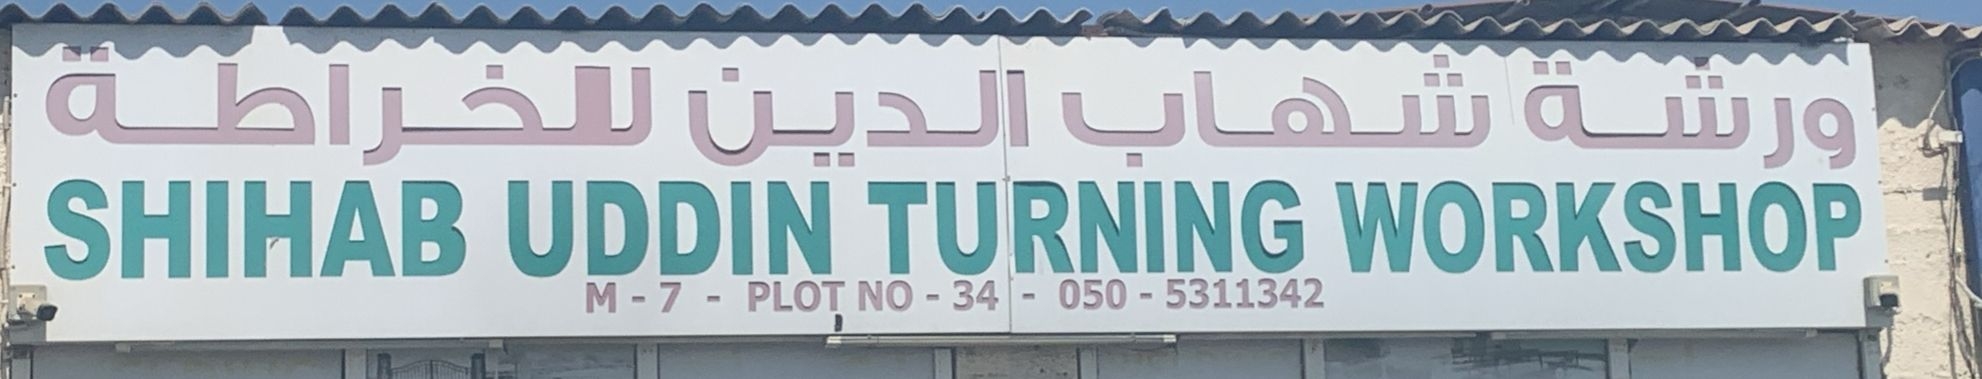 ورشة شهاب الدين للخراطة
SHIHAB UDDIN TURNING WORKSHOP
M - 7 - PLOT NO - 34 - 050 - 5311342